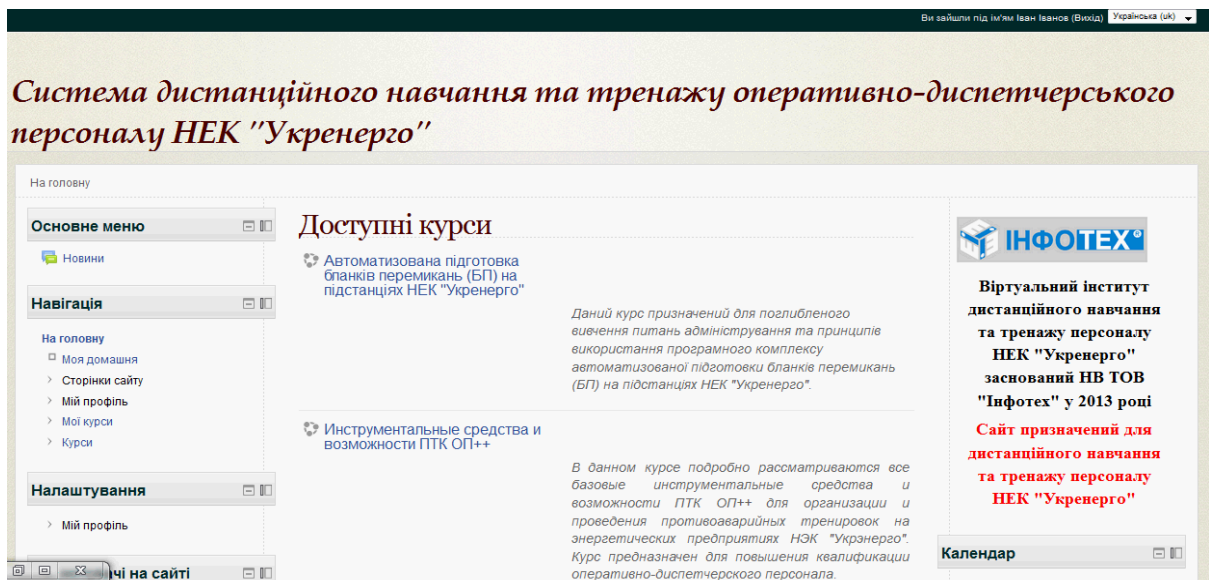 Ви зайшли під ім'ям Іван Іванов (Вихід) Українська (uk)
Система дистанційного навчання та тренажу оперативно-диспетчерського
персоналу НЕК "Укренерго"
На головну
Основне меню
Новини
Навігація
На головну
Моя домашня
Сторінки сайту
Мій профіль
Мої курси
Курси
Налаштування
Мій профіль
чі на сайті
Доступні курси
Автоматизована підготовка
бланків перемикань (БП) на
підстанціях НЕК "Укренерго"
Даний курс призначений для поглибленого
вивчення питань адміністрування та принципів
використання програмного комплексу
автоматизованої підготовки бланків перемикань
(БП) на підстанціях НЕК "Укренерго".
Инструментальные средства и
возможности ПТК ОП++
В данном курсе подробно рассматриваются все
базовые инструментальные средства и
возможности ПТК ОП++ для организации и
проведения противоаварийных тренировок на
энергетических предприятиях НЭК "Укрэнерго".
Курс предназначен для повышения квалификации
оперативно-диспетчерского персонала.
ІНФОТЕХ
Віртуальний інститут
дистанційного навчання
та тренажу персоналу
НЕК "Укренерго"
заснований НВ ТОВ
"Інфотех" у 2013 році
Сайт призначений для
дистанційного навчання
та тренажу персоналу
НЕК "Укренерго"
Календар